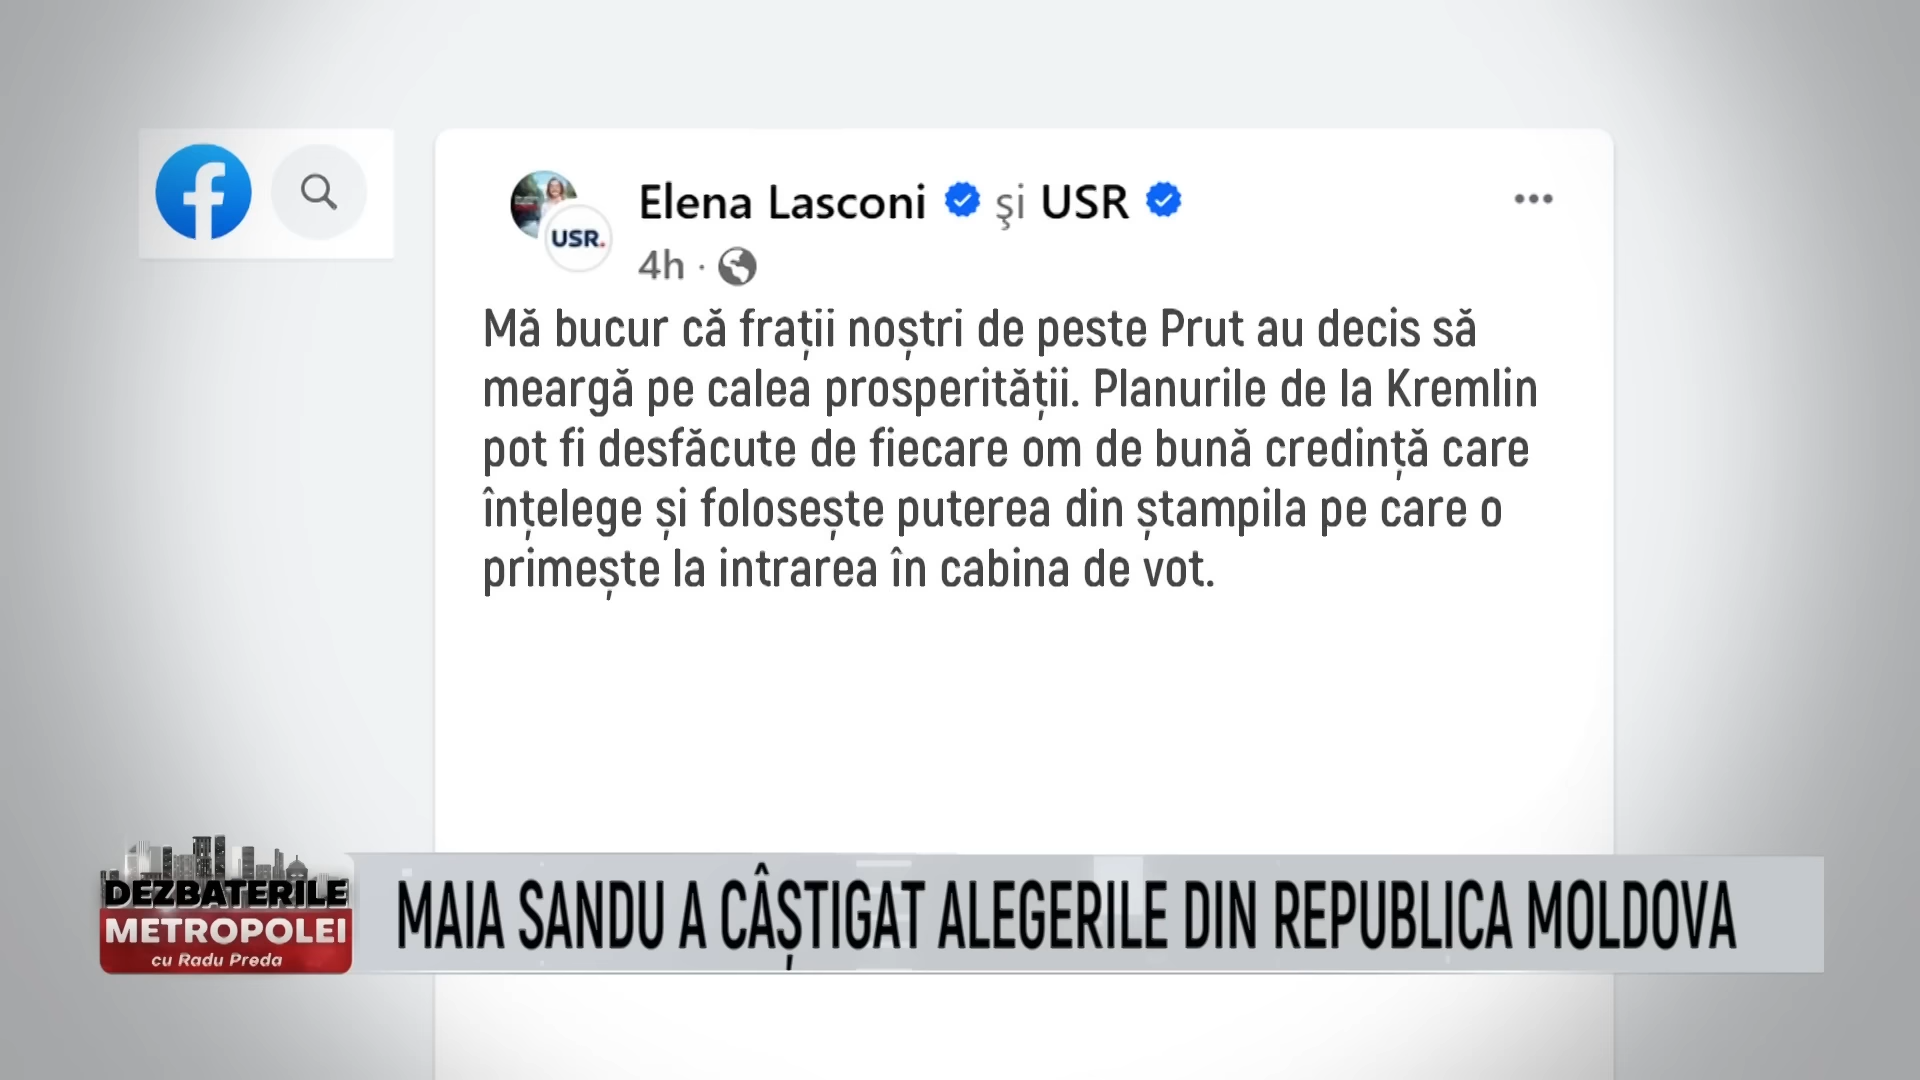 Elena Lasconi şi USR
USR.
4h ·
Mă bucur că frații noștri de peste Prut au decis să
meargă pe calea prosperității. Planurile de la Kremlin
pot fi desfăcute de fiecare om de bună credință care
înțelege și folosește puterea din ștampila pe care o
primește la intrarea în cabina de vot.
DEZBATERILE
METROPOLEI
cu Radu Preda
MAIA SANDU A CÂȘTIGAT ALEGERILE DIN REPUBLICA MOLDOVA